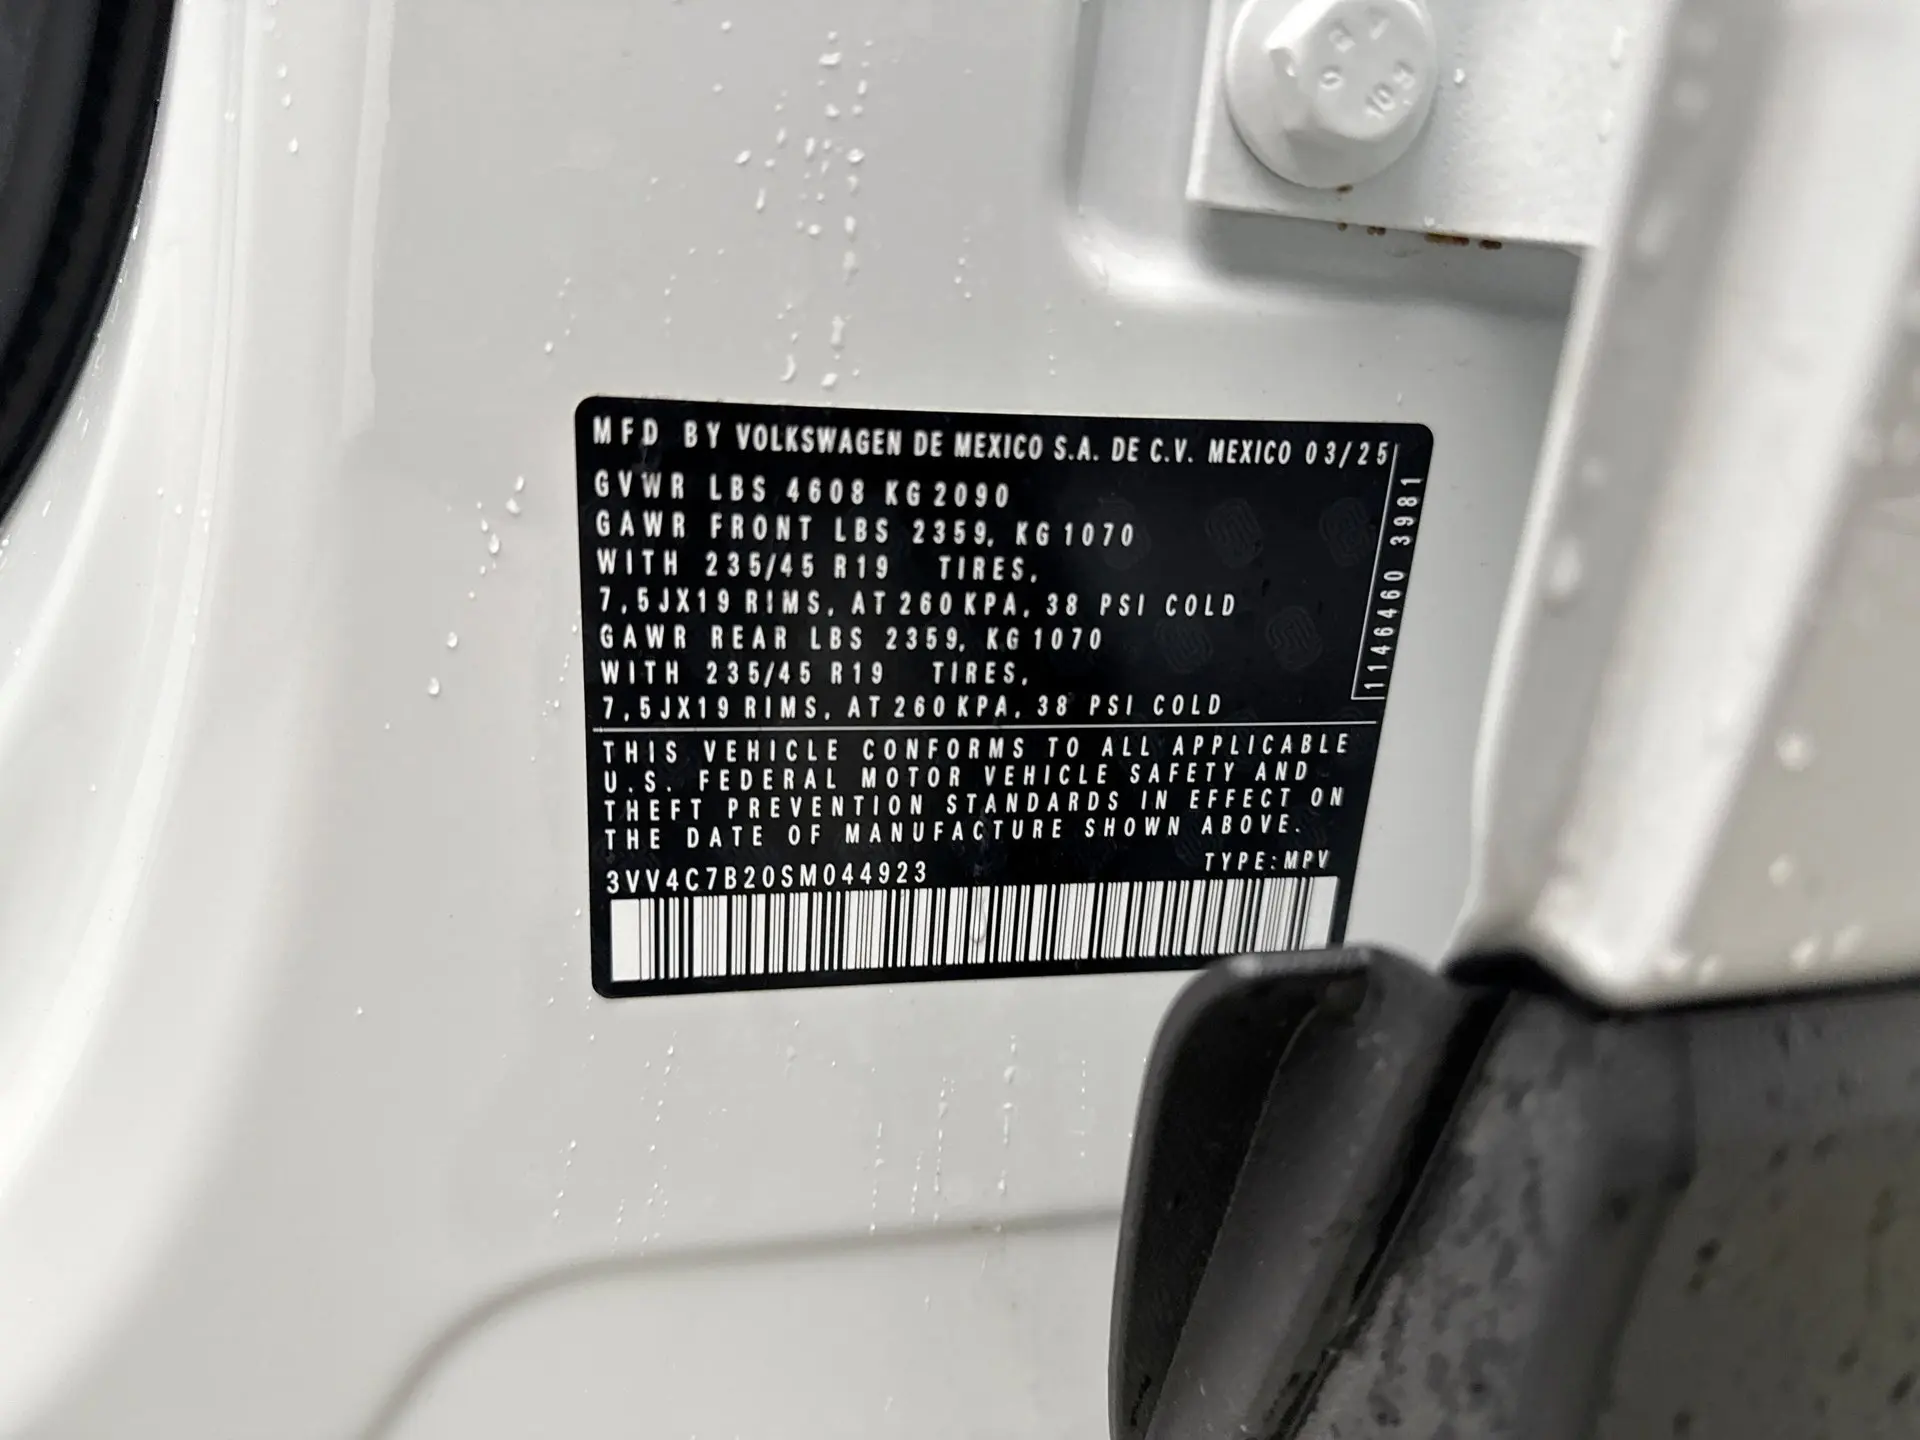 MFD BY VOLKSWAGEN DE MEXICO S.A. DE C.V. MEXICO 03/25
GVWR LBS 4608 KG 2090
GAWR FRONT LBS 2359, KG 1070
WITH 235/45 R19 TIRES,
7,5JX19 RIMS, AT 260 KPA, 38 PSI COLD
GAWR REAR LBS 2359, KG 1070
WITH 235/45 R19 TIRES,
7,5JX19 RIMS, AT 260 KPA, 38 PSI COLD
1146460 3981
THIS VEHICLE CONFORMS TO ALL APPLICABLE
U.S. FEDERAL MOTOR VEHICLE SAFETY AND
THEFT PREVENTION STANDARDS IN EFFECT ON
THE DATE OF MANUFACTURE SHOWN ABOVE.
TYPE: MPV
3VV4C7B20SM044923